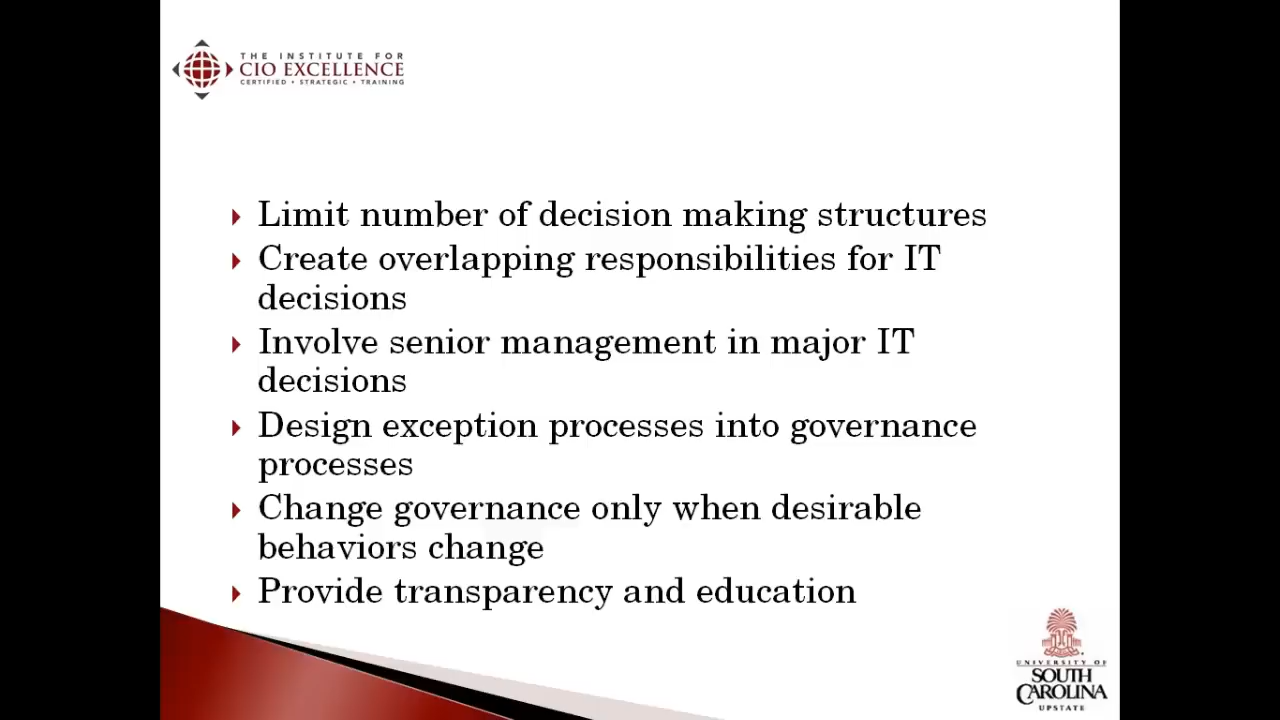 THE INSTITUTE FOR
CIO EXCELLENCE
CERTIFIED • STRATEGIC • TRAINING
Limit number of decision making structures
Create overlapping responsibilities for IT
decisions
Involve senior management in major IT
decisions
Design exception processes into governance
processes
Change governance only when desirable
behaviors change
Provide transparency and education
UNIVERSITY OF
SOUTH
CAROLINA
UPSTATE